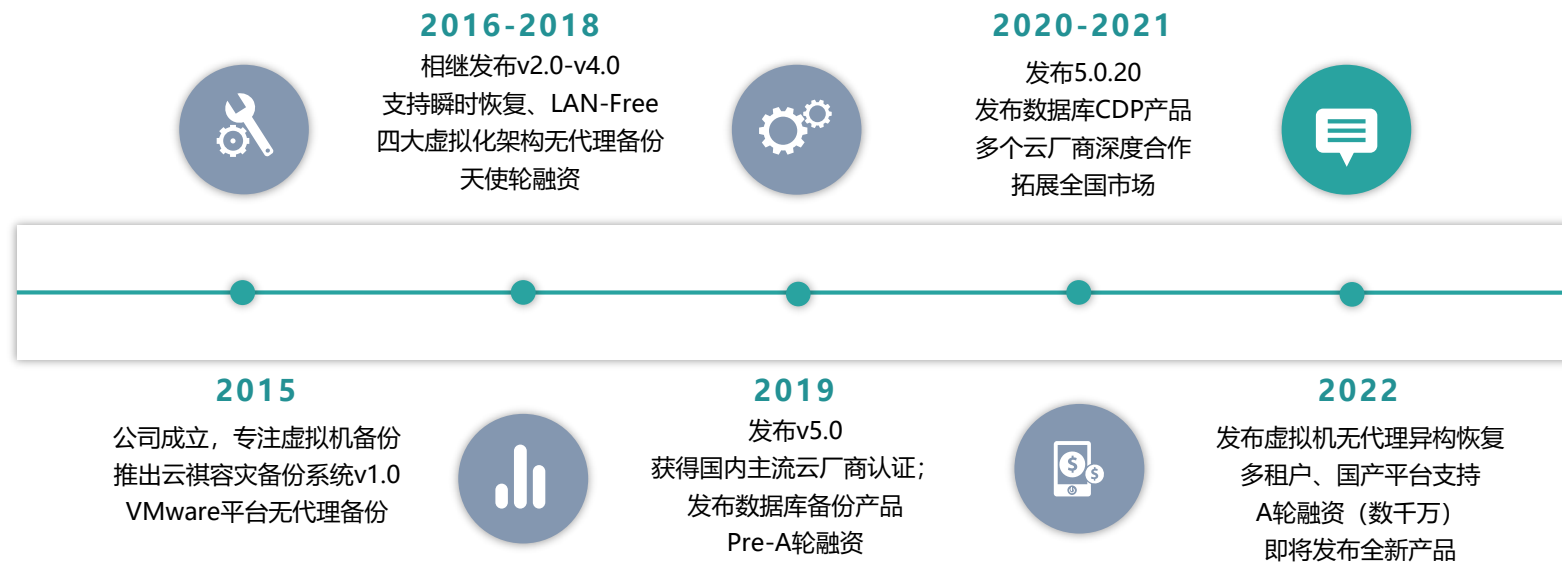 2016-2018
相继发布v2.0-v4.0
支持瞬时恢复、LAN-Free
四大虚拟化架构无代理备份
天使轮融资
2020-2021
发布5.0.20
发布数据库CDP产品
多个云厂商深度合作
拓展全国市场
2015
公司成立，专注虚拟机备份
推出云祺容灾备份系统v1.0
VMware平台无代理备份
2019
发布v5.0
获得国内主流云厂商认证；
发布数据库备份产品
Pre-A轮融资
2022
发布虚拟机无代理异构恢复
多租户、国产平台支持
A轮融资（数千万）
即将发布全新产品